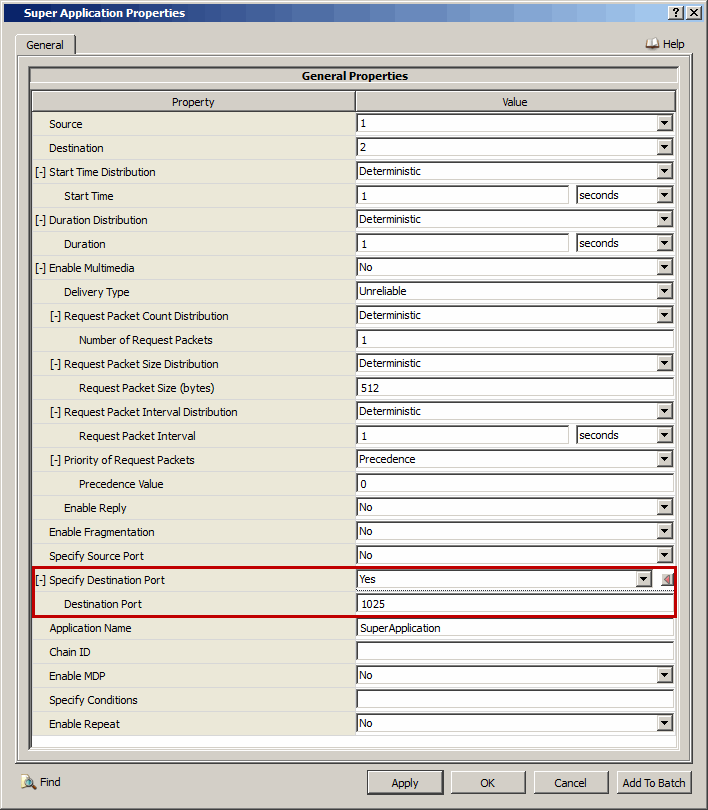 Super Application Properties
General
Help
General Properties
Property Value
Source 1
Destination 2
[-] Start Time Distribution Deterministic
Start Time 1 seconds
[-] Duration Distribution Deterministic
Duration 1 seconds
[-] Enable Multimedia No
Delivery Type Unreliable
[-] Request Packet Count Distribution Deterministic
Number of Request Packets 1
[-] Request Packet Size Distribution Deterministic
Request Packet Size (bytes) 512
[-] Request Packet Interval Distribution Deterministic
Request Packet Interval 1 seconds
[-] Priority of Request Packets Precedence
Precedence Value 0
Enable Reply No
Enable Fragmentation No
Specify Source Port No
[-] Specify Destination Port Yes
Destination Port 1025
Application Name SuperApplication
Chain ID
Enable MDP No
Specify Conditions
Enable Repeat No
Find Apply OK Cancel Add To Batch